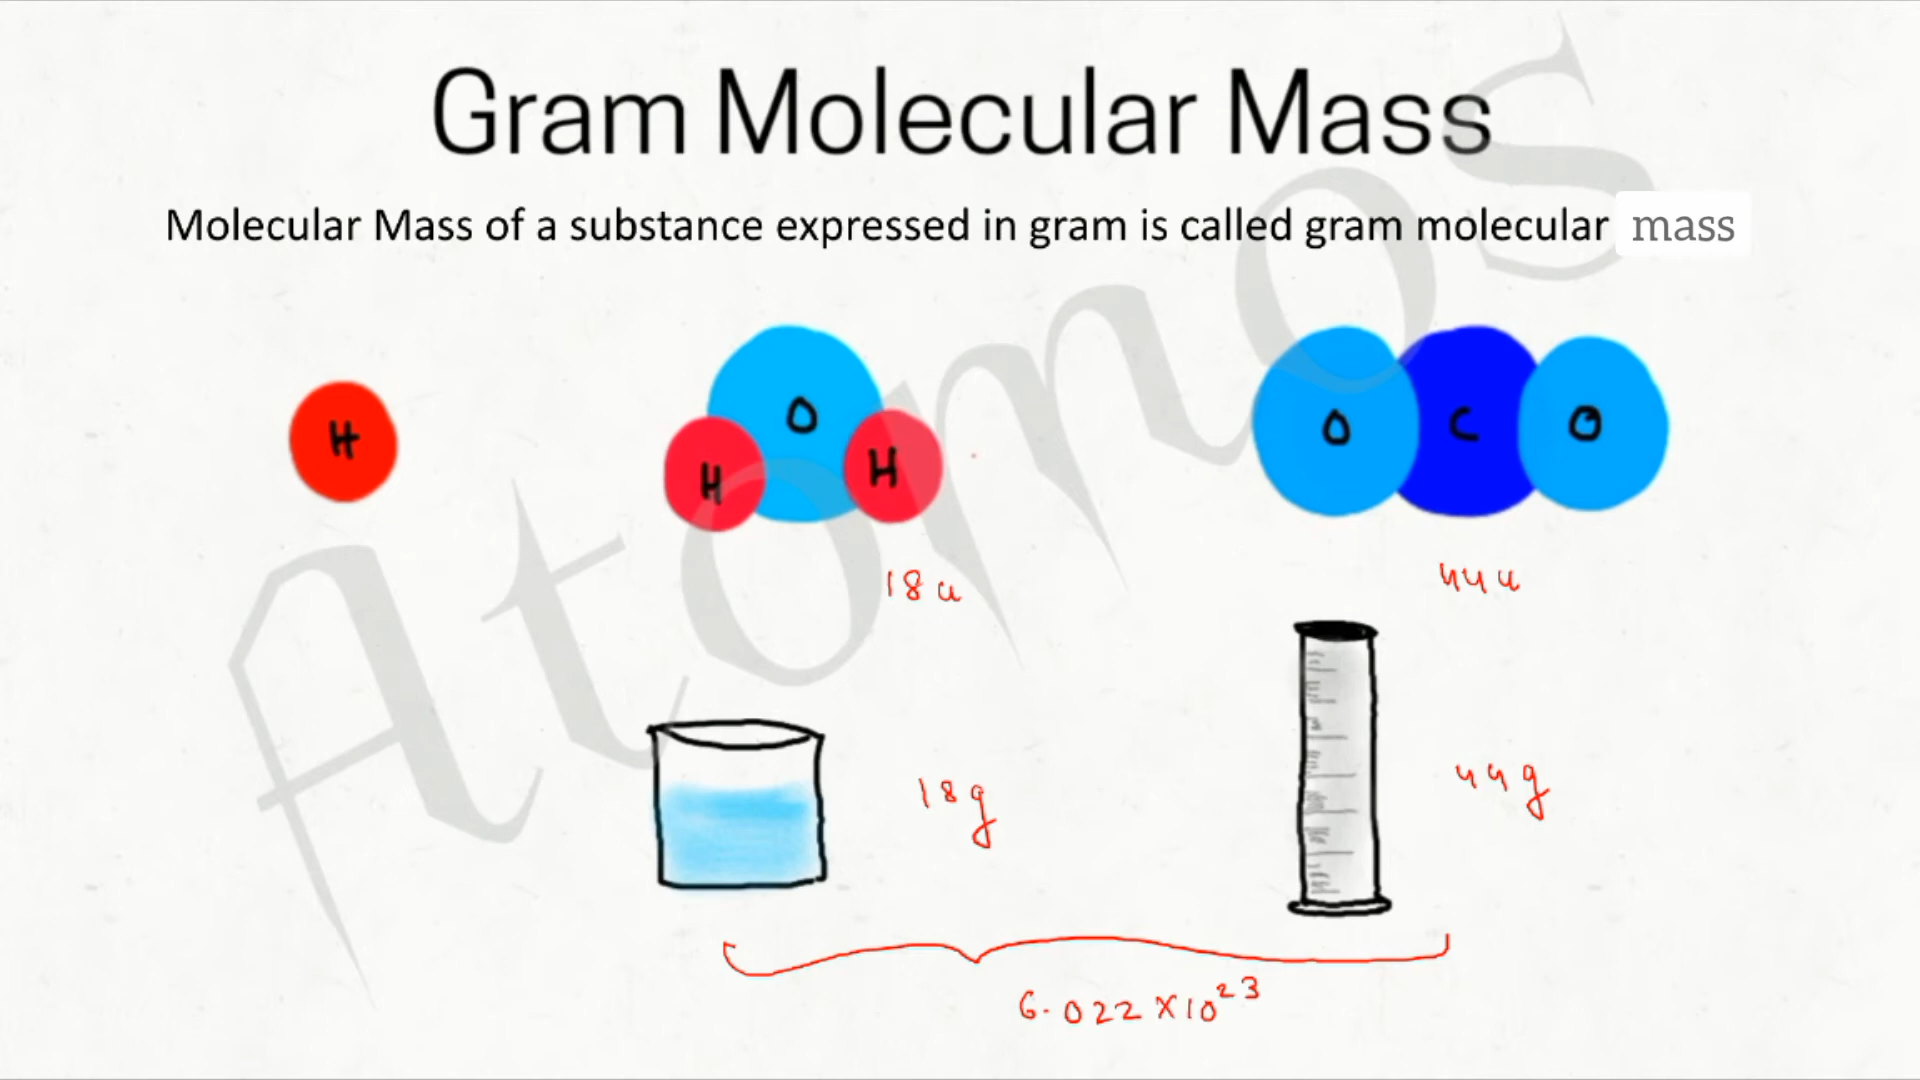 Gram Molecular Mass
Molecular Mass of a substance expressed in gram is called gram molecular mass
H
O
H H
O C O
18u
44u
18g
44g
6.022×10²³
Atomos